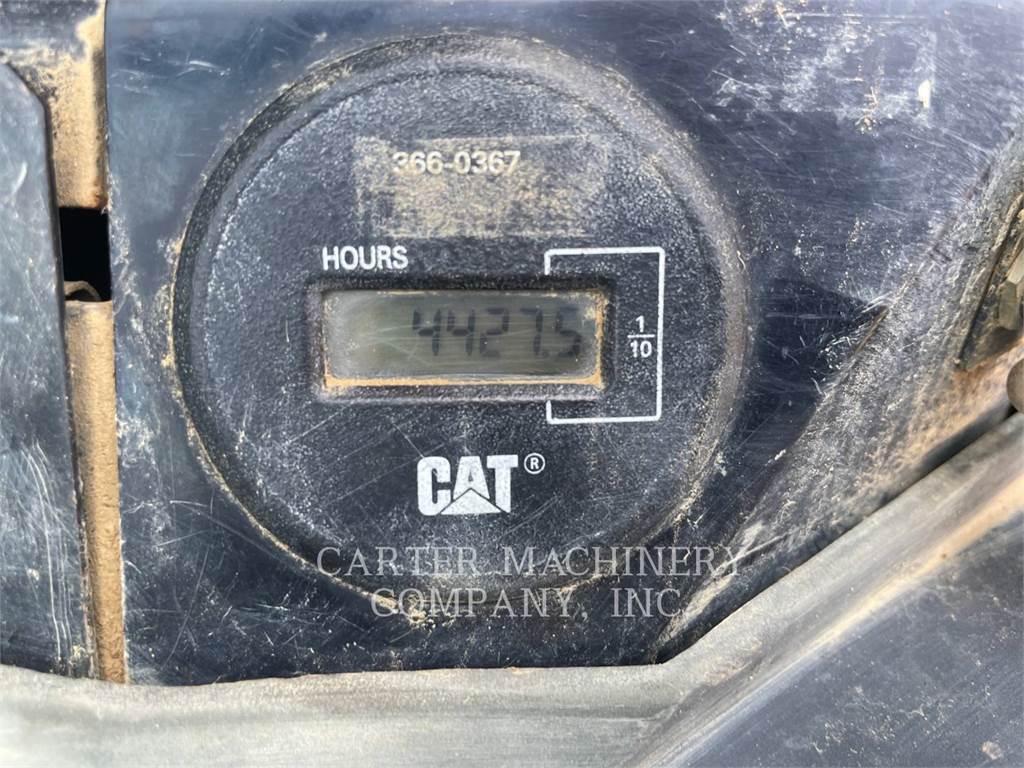 366-0367
HOURS
4427.5
1/10
CAT®
CARTER MACHINERY
COMPANY, INC.